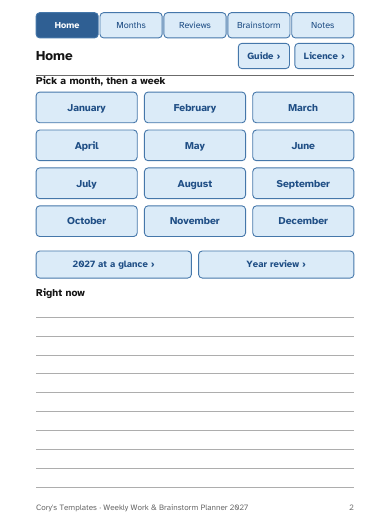 Home Months Reviews Brainstorm Notes
Home Guide › Licence ›
Pick a month, then a week
January February March
April May June
July August September
October November December
2027 at a glance › Year review ›
Right now
Cory's Templates · Weekly Work & Brainstorm Planner 2027 2